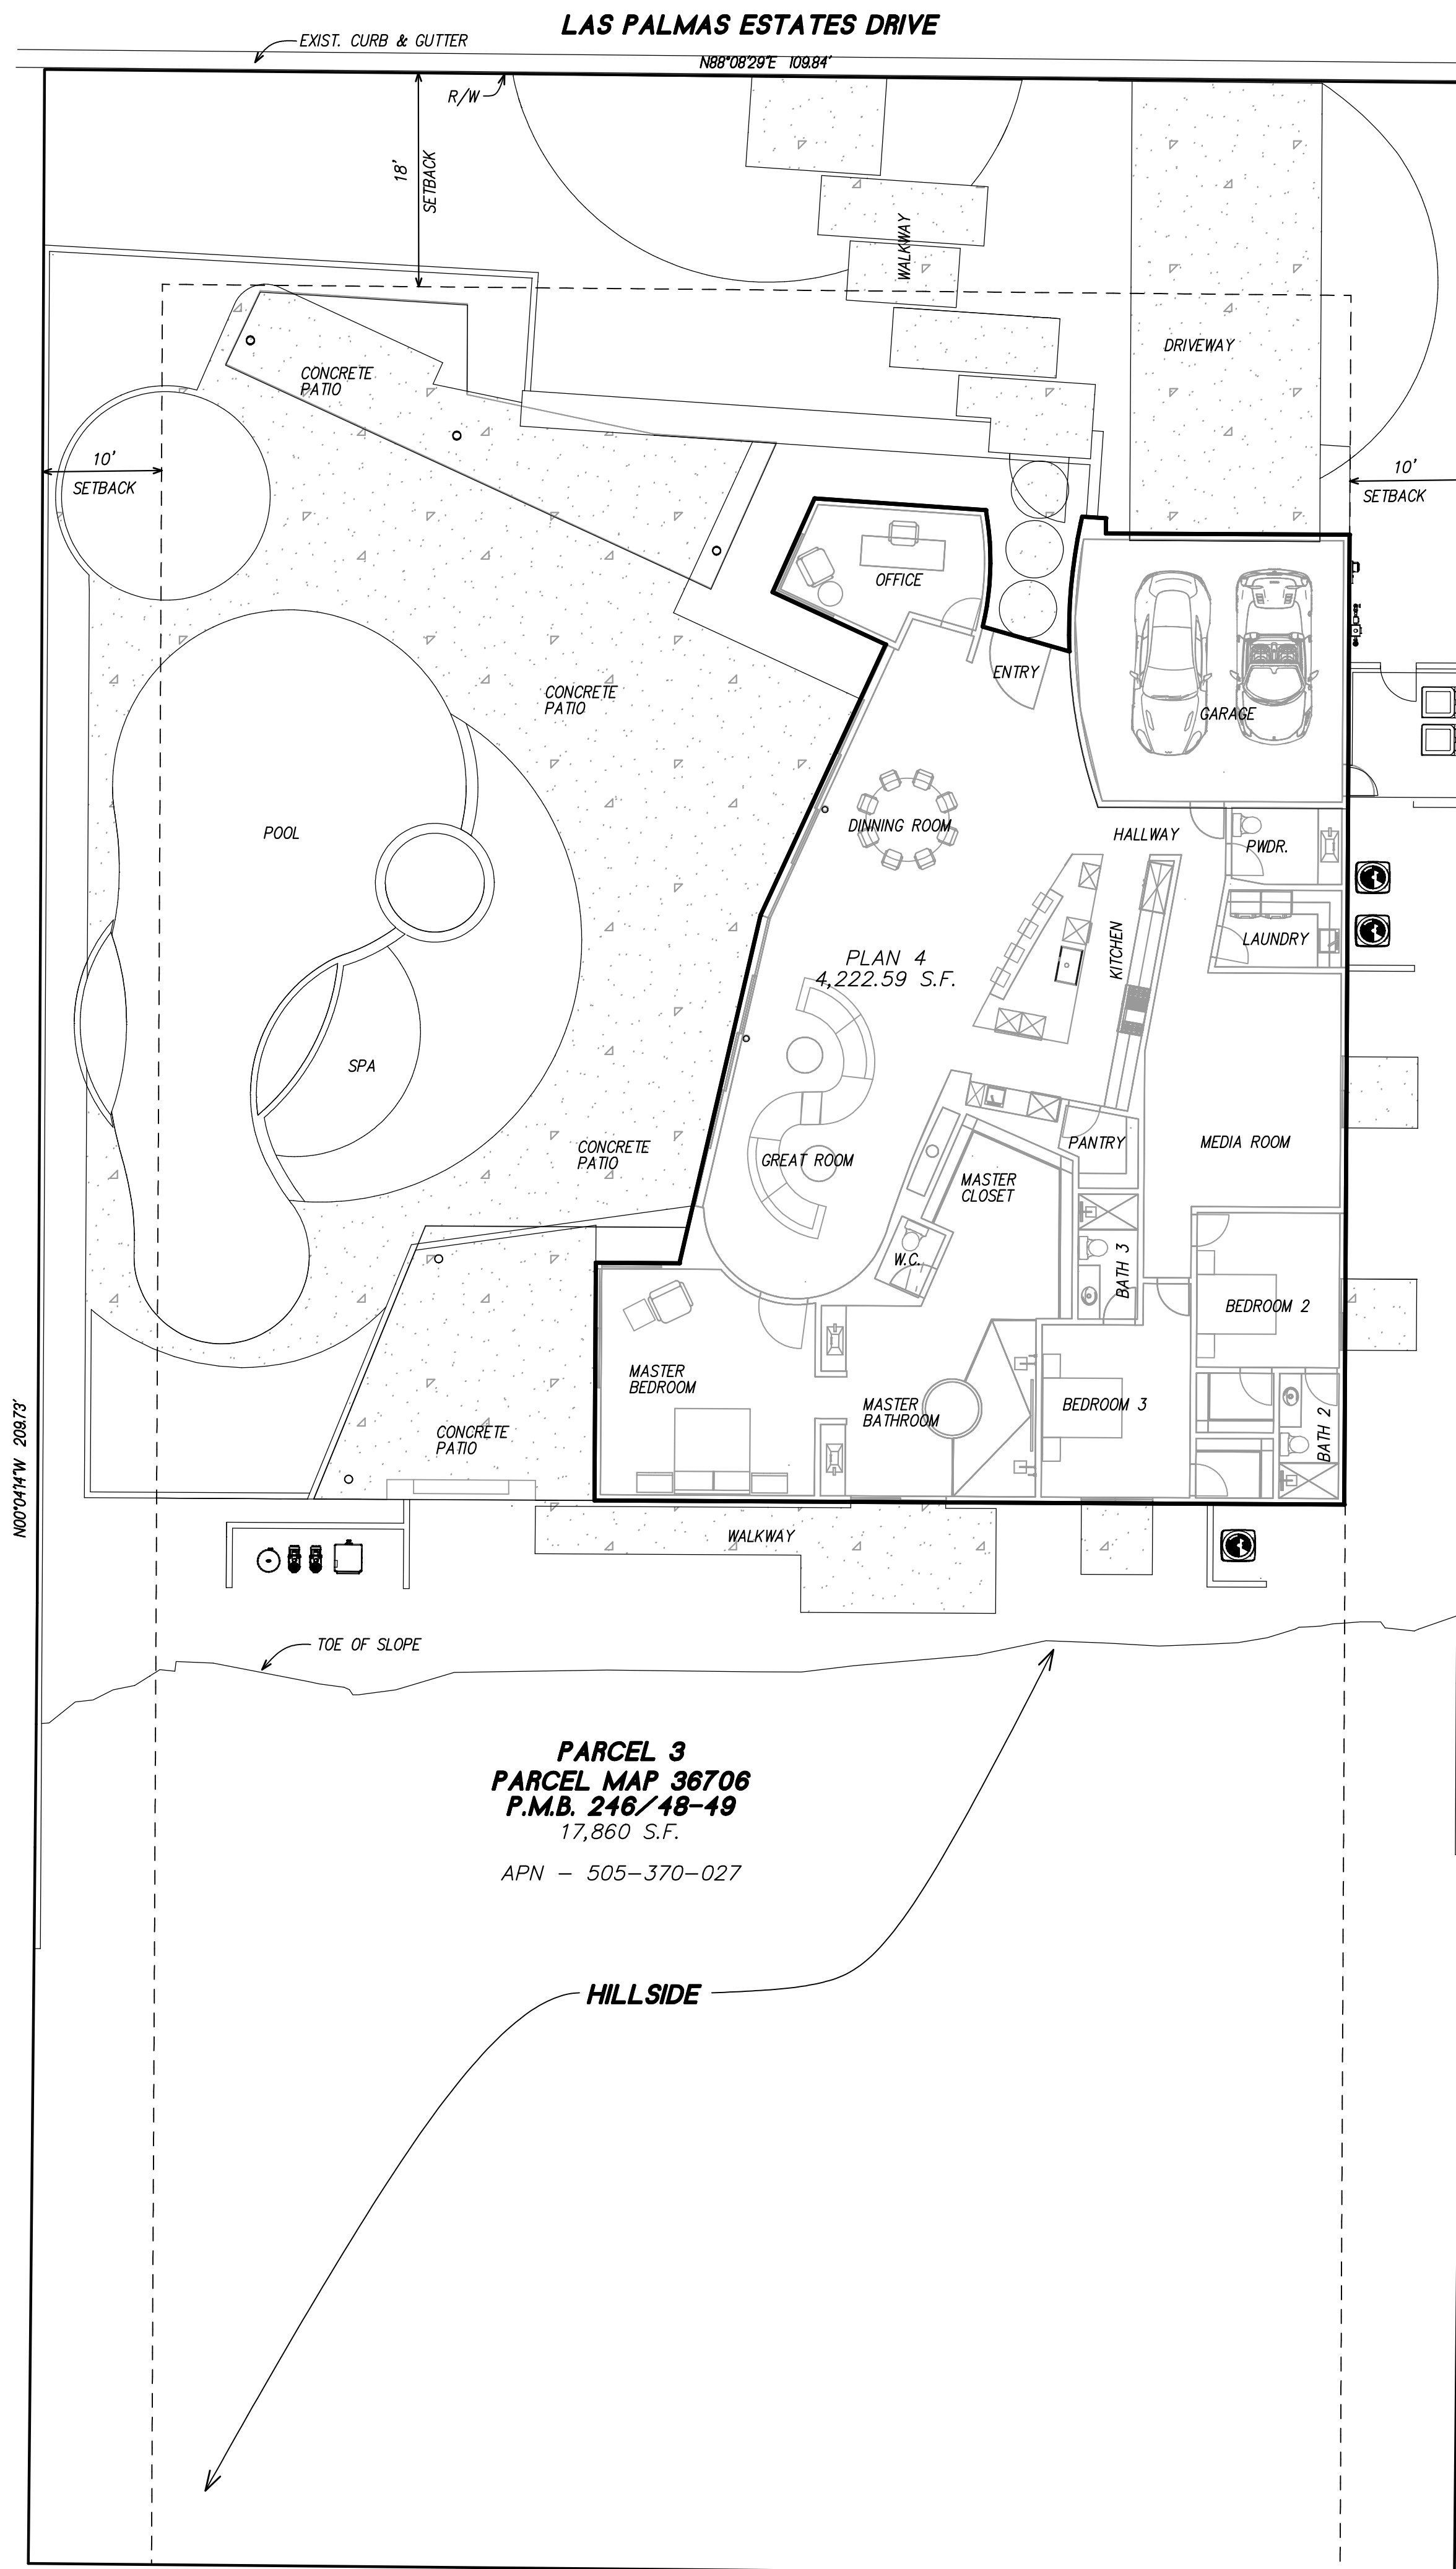 LAS PALMAS ESTATES DRIVE
EXIST. CURB & GUTTER
N88°08'29"E 109.84'
R/W
18'
SETBACK
WALKWAY
DRIVEWAY
CONCRETE
PATIO
10'
SETBACK
10'
SETBACK
OFFICE
ENTRY
GARAGE
CONCRETE
PATIO
POOL
DINNING ROOM
HALLWAY
PWDR.
LAUNDRY
KITCHEN
PLAN 4
4,222.59 S.F.
SPA
CONCRETE
PATIO
GREAT ROOM
PANTRY
MEDIA ROOM
MASTER
CLOSET
W.C.
BATH 3
BEDROOM 2
MASTER
BEDROOM
MASTER
BATHROOM
BEDROOM 3
BATH 2
CONCRETE
PATIO
N00°04'14"W 209.73'
WALKWAY
TOE OF SLOPE
PARCEL 3
PARCEL MAP 36706
P.M.B. 246/48-49
17,860 S.F.
APN - 505-370-027
HILLSIDE